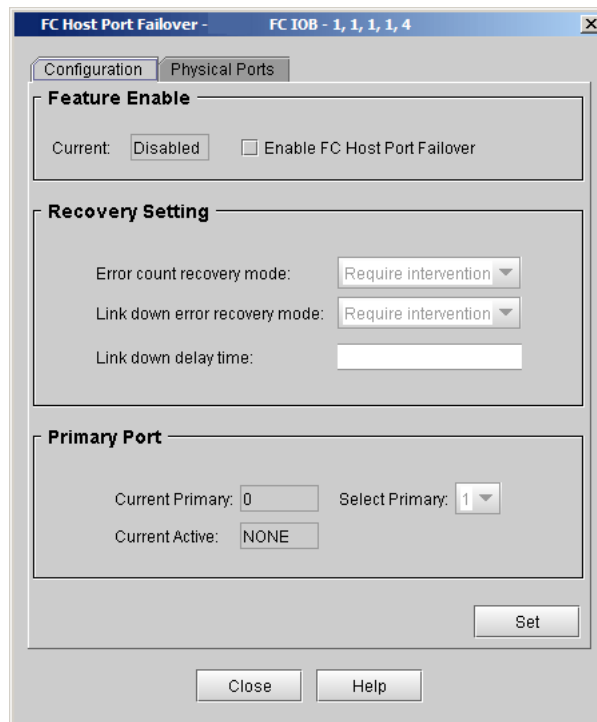 FC Host Port Failover - FC IOB - 1, 1, 1, 1, 4
Configuration Physical Ports
Feature Enable
Current: Disabled Enable FC Host Port Failover
Recovery Setting
Error count recovery mode: Require intervention
Link down error recovery mode: Require intervention
Link down delay time:
Primary Port
Current Primary: 0 Select Primary: 1
Current Active: NONE
Set
Close Help